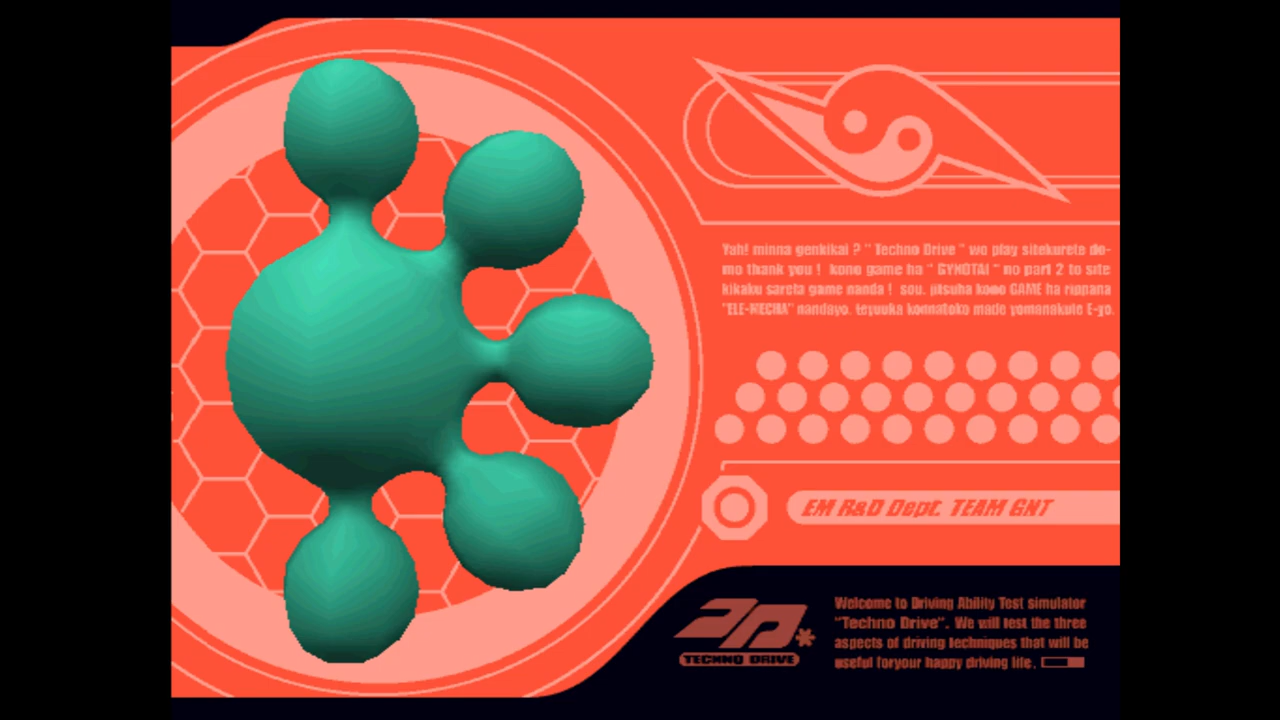 Yah! minna genkikai ? " Techno Drive " wo play sitekurete do-
mo thank you ! kono game ha " GYNOTAI " no part 2 to site
kikaku sareta game nanda ! sou. jitsuha kono GAME ha rippana
"ELE-MECHA" nandayo. teyuuka konnatoko made yomanakute E-yo.
EM R&D Dept. TEAM GNT
TECHNO DRIVE
Welcome to Driving Ability Test simulator
"Techno Drive". We will test the three
aspects of driving techniques that will be
useful foryour happy driving life.